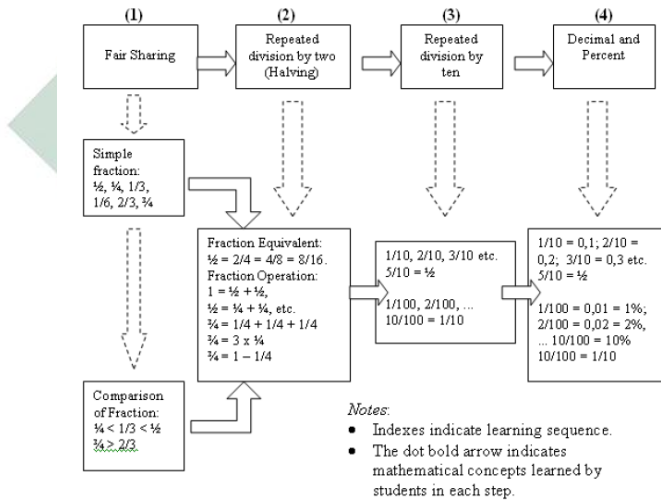 (1)
(2)
(3)
(4)
Fair Sharing
Repeated
division by two
(Halving)
Repeated
division by
ten
Decimal and
Percent
Simple
fraction:
½, ¼, 1/3,
1/6, 2/3, ¾
Fraction Equivalent:
½ = 2/4 = 4/8 = 8/16.
Fraction Operation:
1 = ½ + ½,
½ = ¼ + ¼, etc.
¾ = 1/4 + 1/4 + 1/4
¾ = 3 x ¼
¾ = 1 – 1/4
1/10, 2/10, 3/10 etc.
5/10 = ½
1/100, 2/100, ...
10/100 = 1/10
1/10 = 0,1; 2/10 =
0,2; 3/10 = 0,3 etc.
5/10 = ½
1/100 = 0,01 = 1%;
2/100 = 0,02 = 2%,
... 10/100 = 10%
10/100 = 1/10
Comparison
of Fraction:
¼ < 1/3 < ½
¾ > 2/3
Notes:
• Indexes indicate learning sequence.
• The dot bold arrow indicates
mathematical concepts learned by
students in each step.